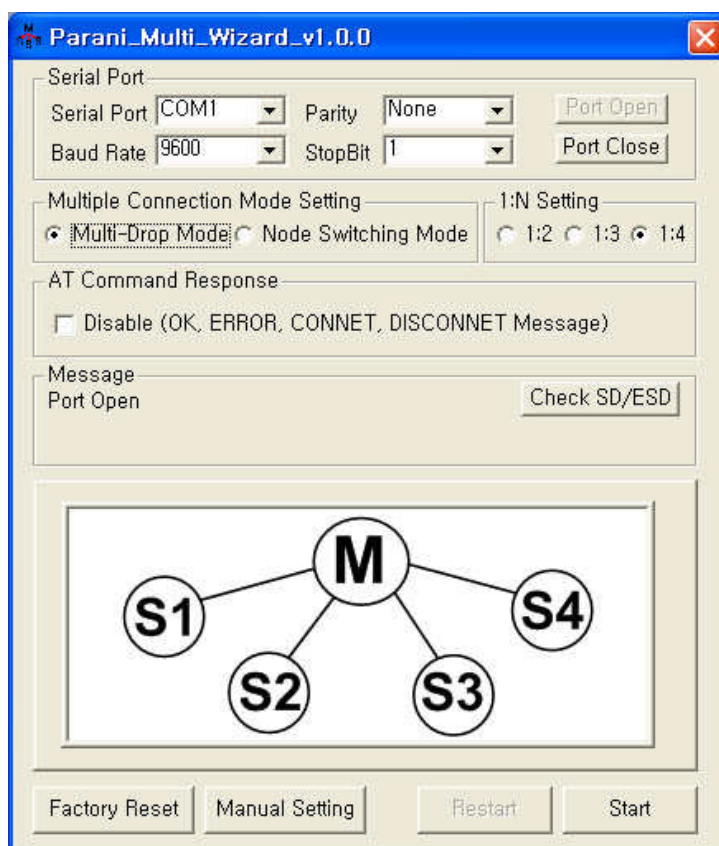 Parani_Multi_Wizard_v1.0.0
Serial Port
Serial Port COM1 Parity None Port Open
Baud Rate 9600 StopBit 1 Port Close
Multiple Connection Mode Setting 1:N Setting
Multi-Drop Mode Node Switching Mode 1:2 1:3 1:4
AT Command Response
Disable (OK, ERROR, CONNET, DISCONNET Message)
Message
Port Open Check SD/ESD
M
S1 S4
S2 S3
Factory Reset Manual Setting Restart Start